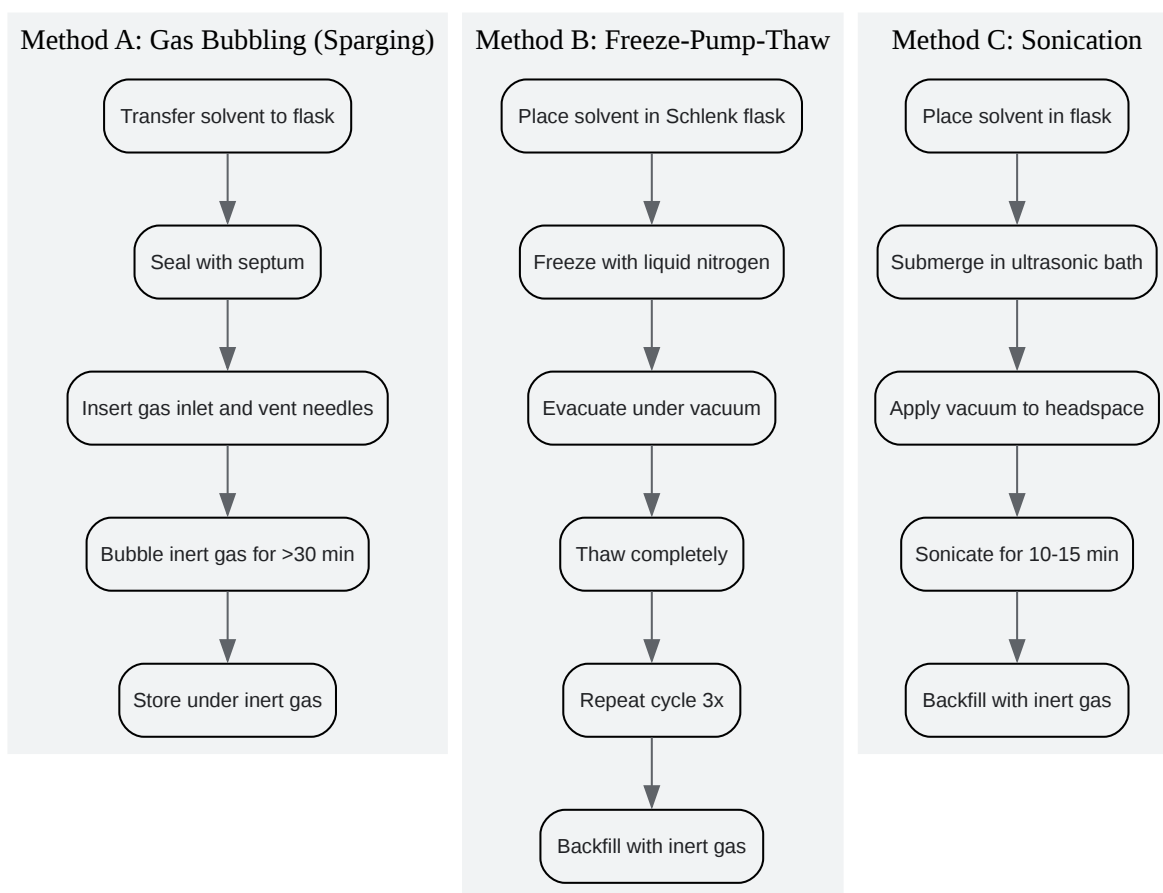 Method A: Gas Bubbling (Sparging)
Transfer solvent to flask
Seal with septum
Insert gas inlet and vent needles
Bubble inert gas for >30 min
Store under inert gas
Method B: Freeze-Pump-Thaw
Place solvent in Schlenk flask
Freeze with liquid nitrogen
Evacuate under vacuum
Thaw completely
Repeat cycle 3x
Backfill with inert gas
Method C: Sonication
Place solvent in flask
Submerge in ultrasonic bath
Apply vacuum to headspace
Sonicate for 10-15 min
Backfill with inert gas